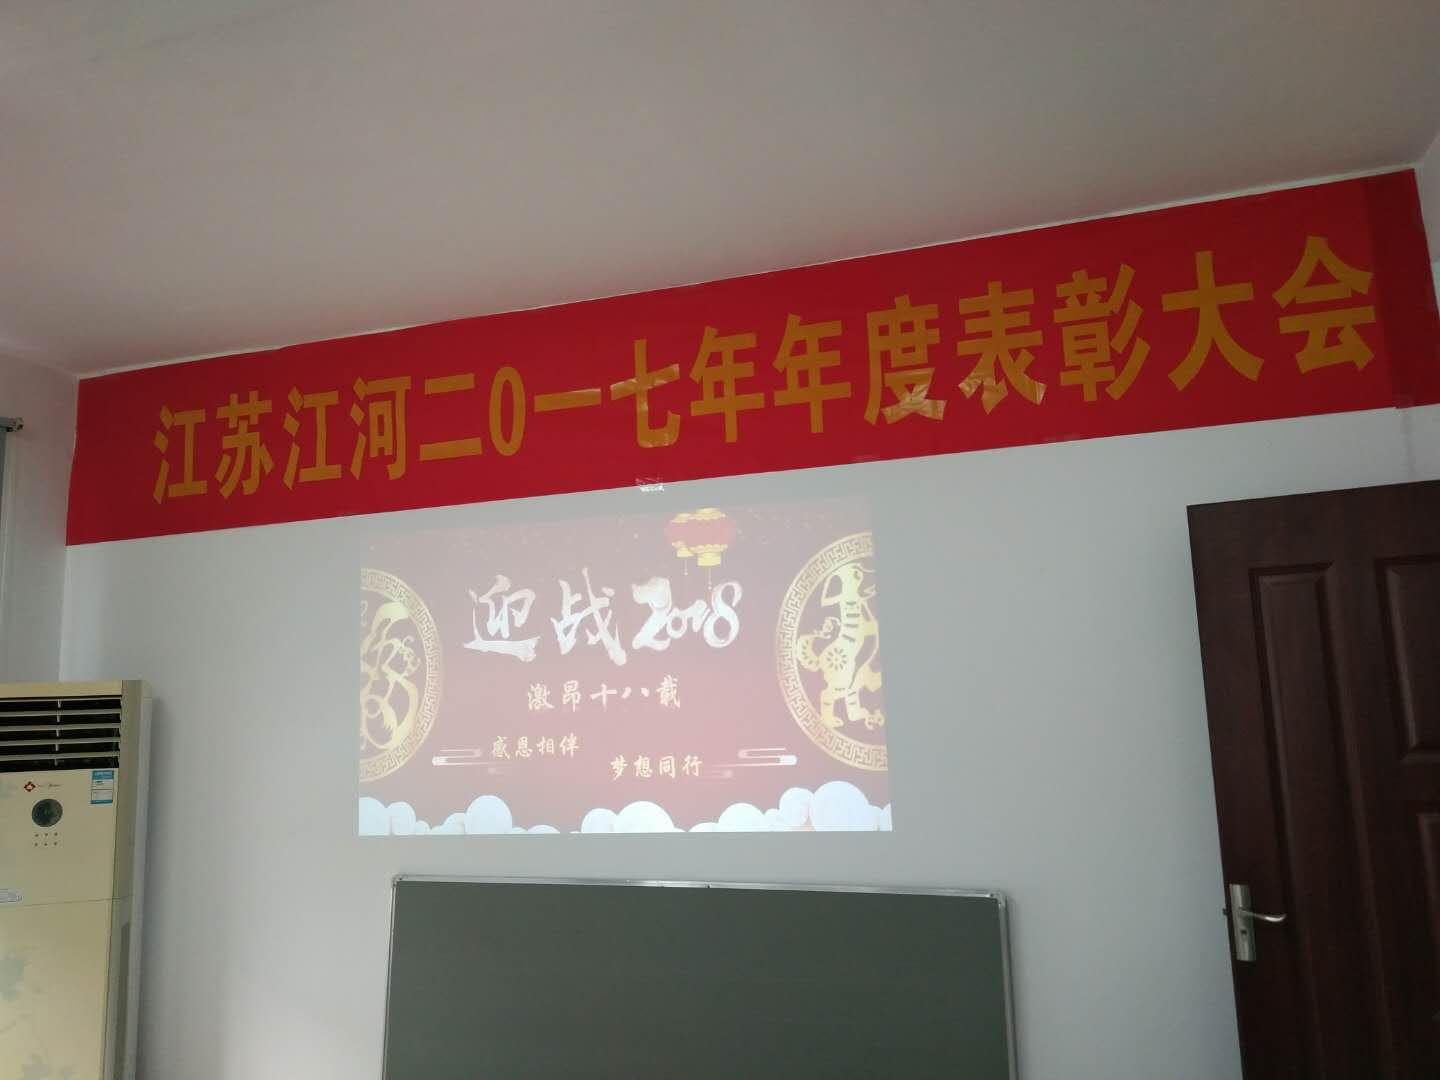 江苏江河二0一七年年度表彰大会
迎战2018
激昂十八载
感恩相伴
梦想同行